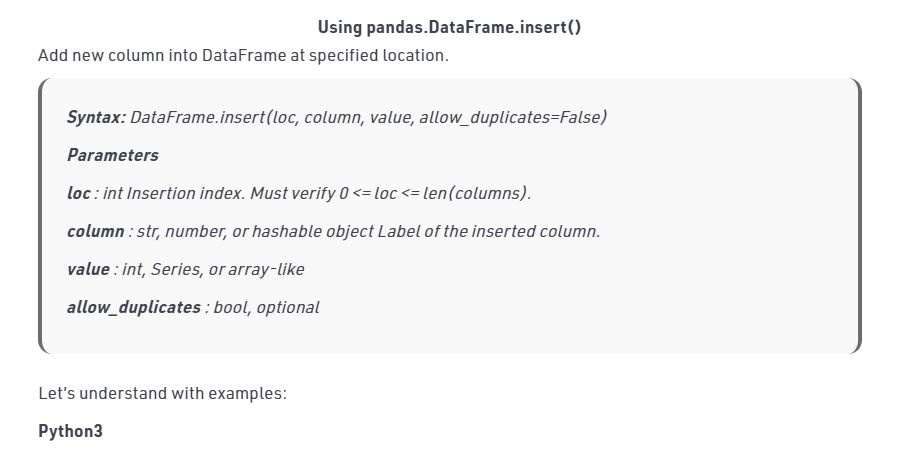 Using pandas.DataFrame.insert()
Add new column into DataFrame at specified location.
Syntax: DataFrame.insert(loc, column, value, allow_duplicates=False)
Parameters
loc : int Insertion index. Must verify 0 <= loc <= len(columns).
column : str, number, or hashable object Label of the inserted column.
value : int, Series, or array-like
allow_duplicates : bool, optional
Let’s understand with examples:
Python3